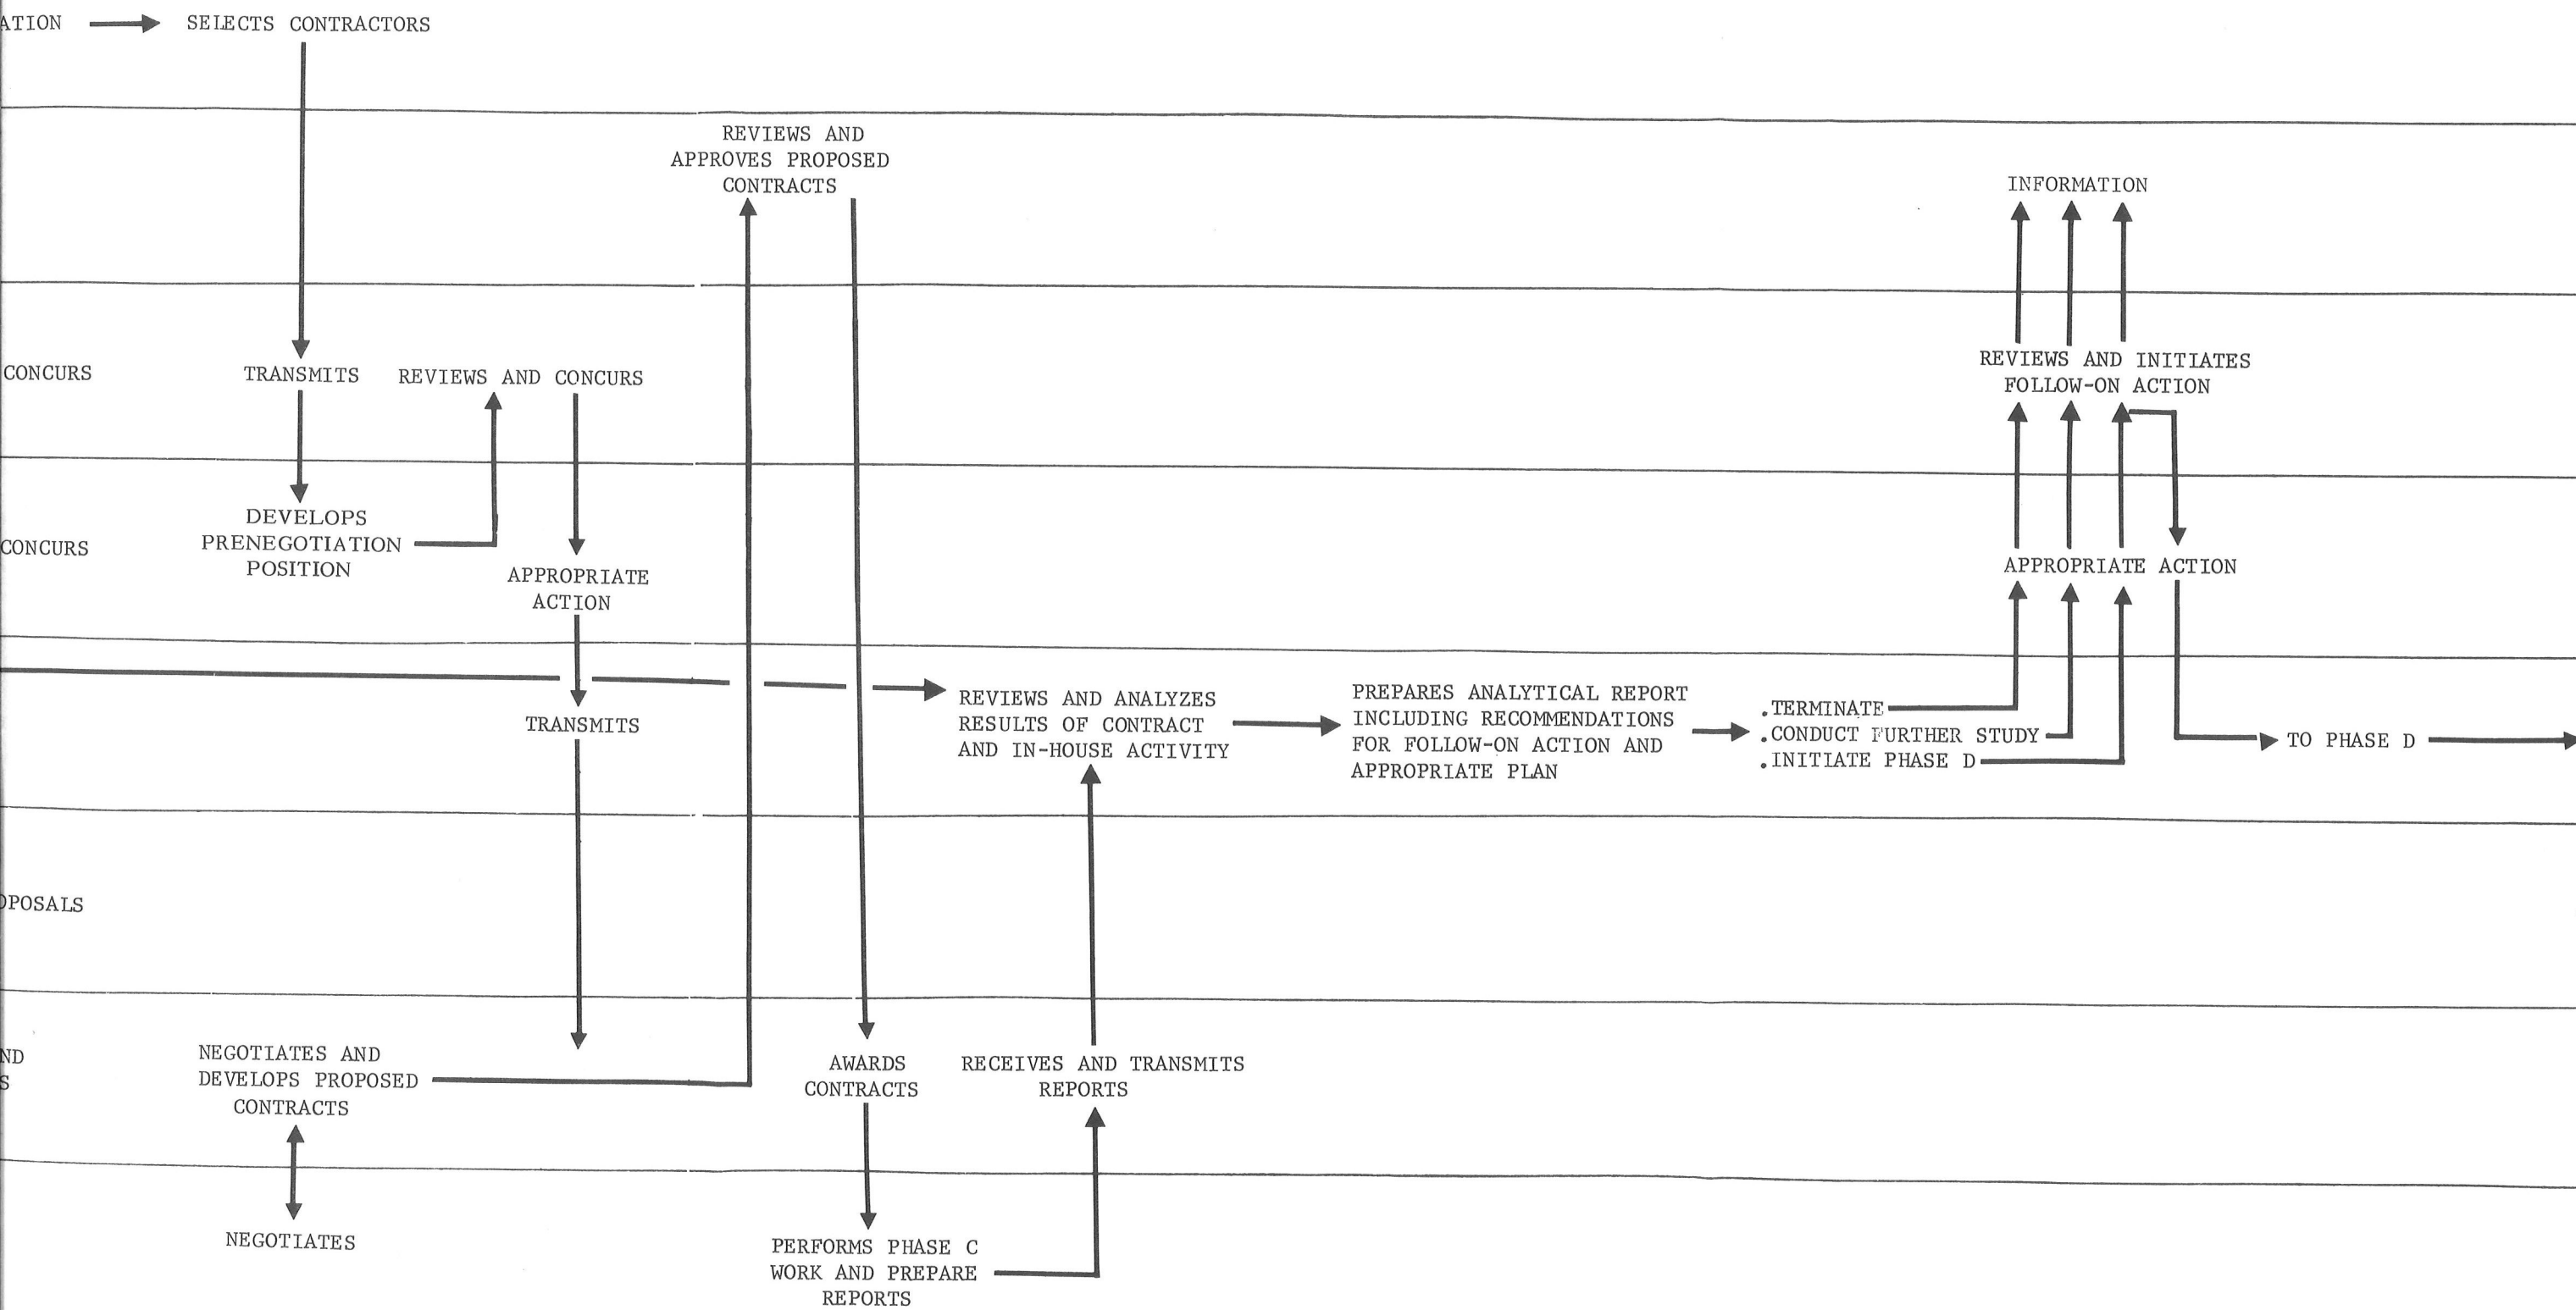 ATION
SELECTS CONTRACTORS
REVIEWS AND
APPROVES PROPOSED
CONTRACTS
INFORMATION
CONCURS
TRANSMITS
REVIEWS AND CONCURS
REVIEWS AND INITIATES
FOLLOW-ON ACTION
CONCURS
DEVELOPS
PRENEGOTIATION
POSITION
APPROPRIATE
ACTION
APPROPRIATE ACTION
TRANSMITS
REVIEWS AND ANALYZES
RESULTS OF CONTRACT
AND IN-HOUSE ACTIVITY
PREPARES ANALYTICAL REPORT
INCLUDING RECOMMENDATIONS
FOR FOLLOW-ON ACTION AND
APPROPRIATE PLAN
.TERMINATE
.CONDUCT FURTHER STUDY
.INITIATE PHASE D
TO PHASE D
OPOSALS
ND
S
NEGOTIATES AND
DEVELOPS PROPOSED
CONTRACTS
AWARDS
CONTRACTS
RECEIVES AND TRANSMITS
REPORTS
NEGOTIATES
PERFORMS PHASE C
WORK AND PREPARE
REPORTS